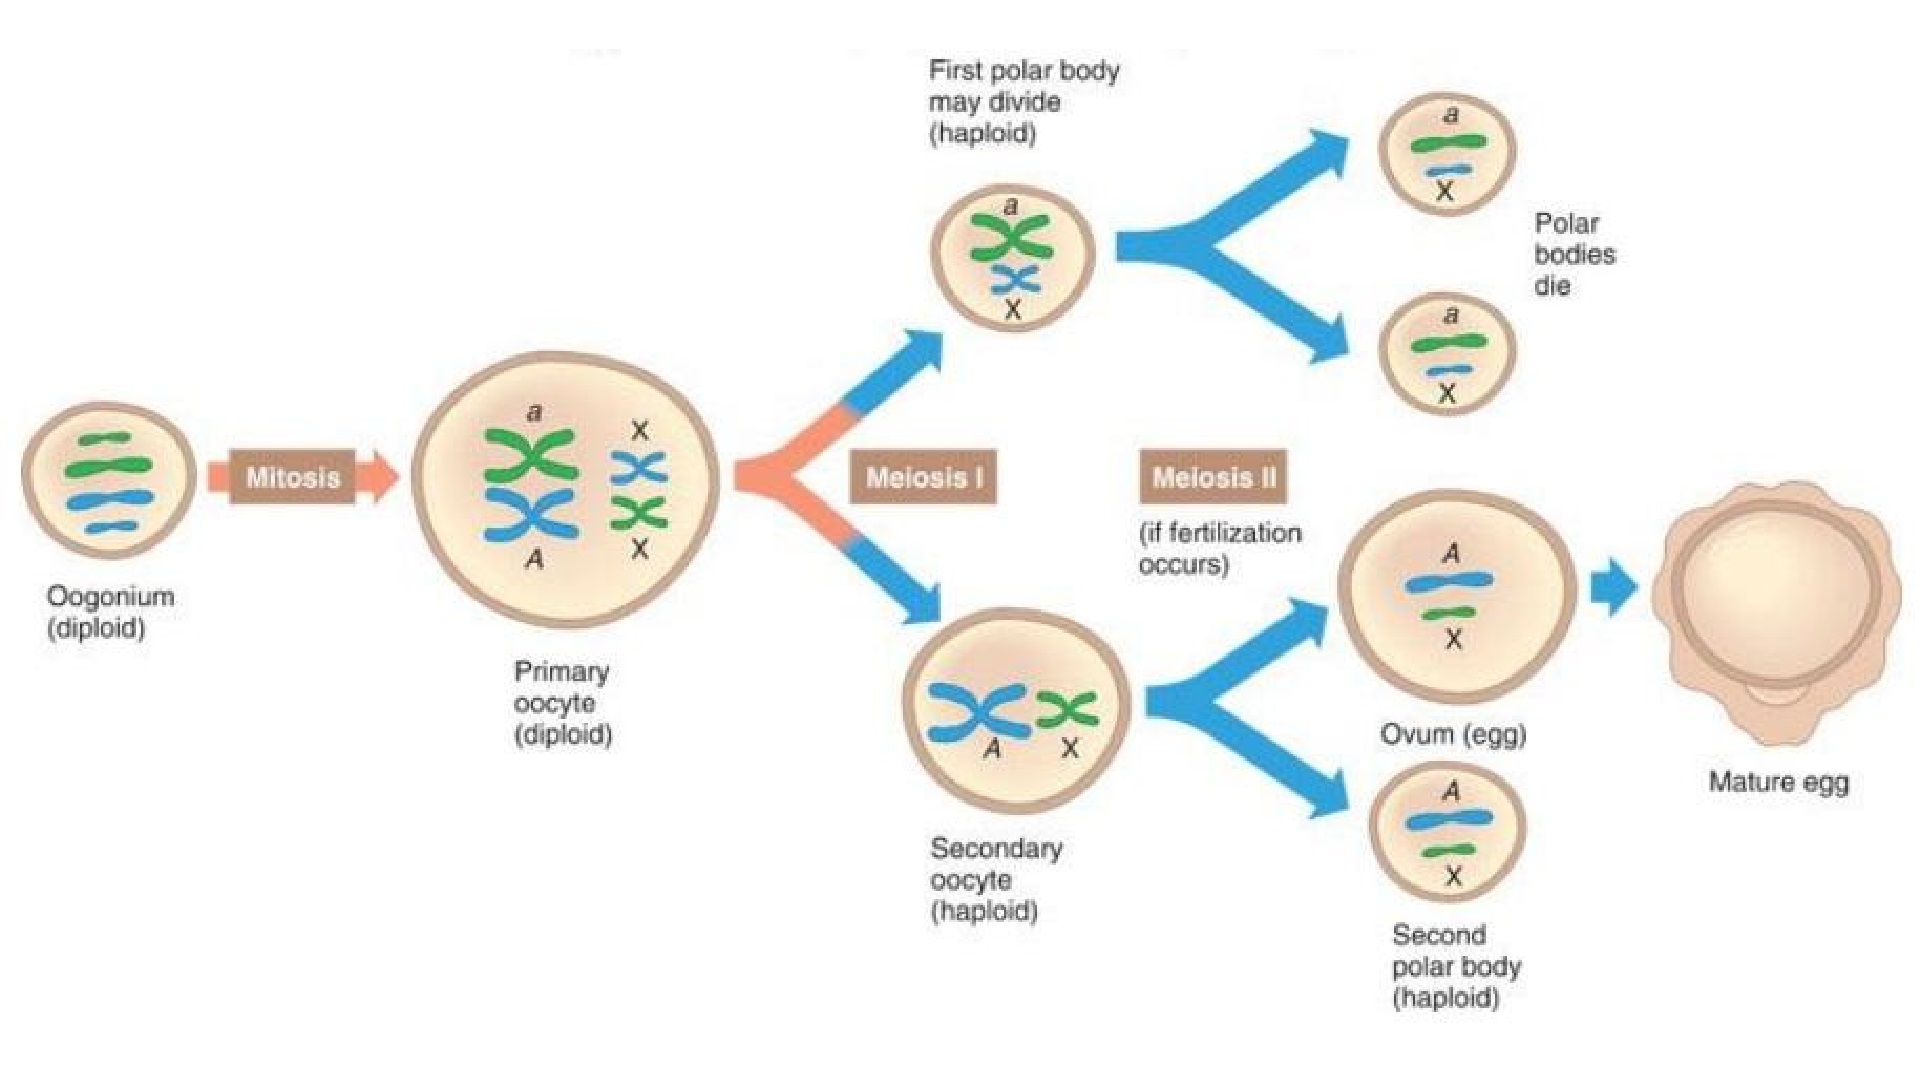 First polar body
may divide
(haploid)
a
X
a
X
Polar
bodies
die
a
X
Oogonium
(diploid)
Mitosis
a
X
A
X
Primary
oocyte
(diploid)
Meiosis I
Meiosis II
(if fertilization
occurs)
A
X
Secondary
oocyte
(haploid)
A
X
Ovum (egg)
Mature egg
A
X
Second
polar body
(haploid)